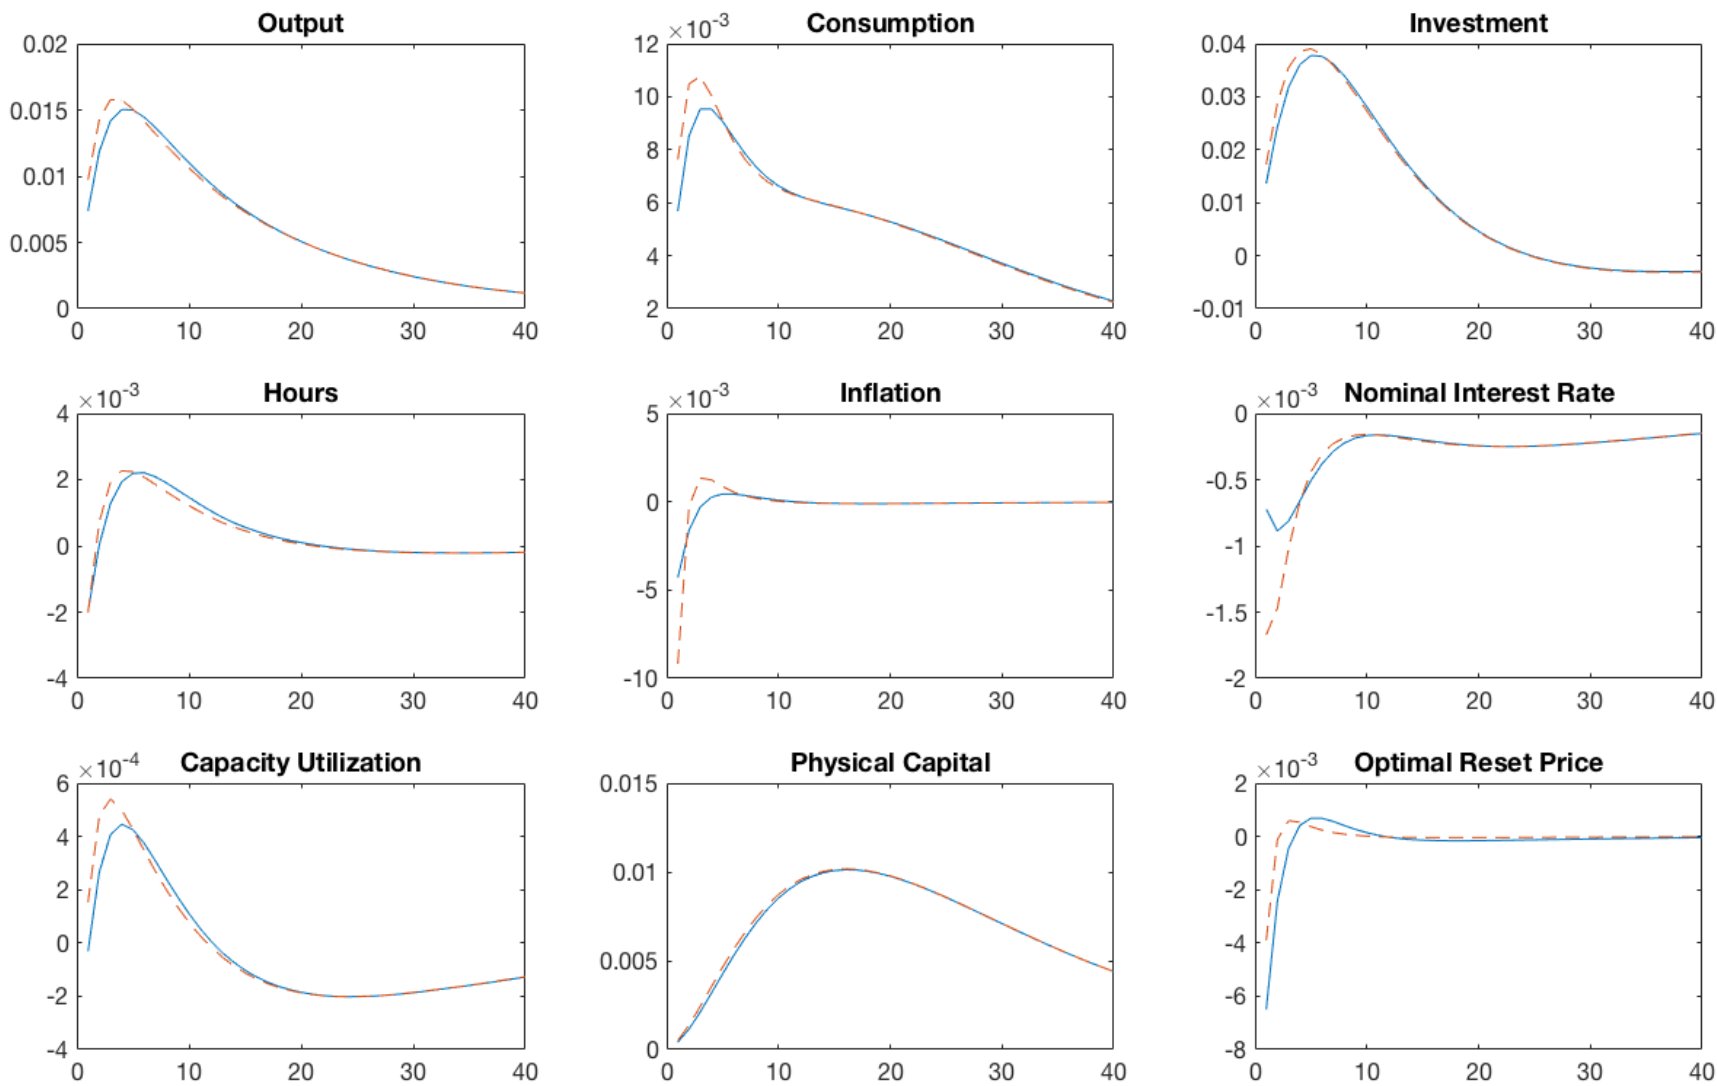 Output
0.02
0.015
0.01
0.005
0
0 10 20 30 40
Consumption
×10-3
12
10
8
6
4
2
0 10 20 30 40
Investment
0.04
0.03
0.02
0.01
0
-0.01
0 10 20 30 40
Hours
×10-3
4
2
0
-2
-4
0 10 20 30 40
Inflation
×10-3
5
0
-5
-10
0 10 20 30 40
Nominal Interest Rate
×10-3
0
-0.5
-1
-1.5
-2
0 10 20 30 40
Capacity Utilization
×10-4
6
4
2
0
-2
-4
0 10 20 30 40
Physical Capital
0.015
0.01
0.005
0
0 10 20 30 40
Optimal Reset Price
×10-3
2
0
-2
-4
-6
-8
0 10 20 30 40